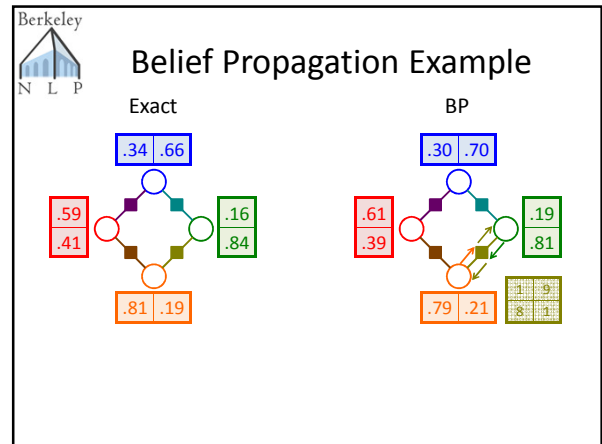 Berkeley
N L P
Belief Propagation Example
Exact
BP
.34 .66
.59
.41
.16
.84
.81 .19
.30 .70
.61
.39
.19
.81
.79 .21
1 9
8 1